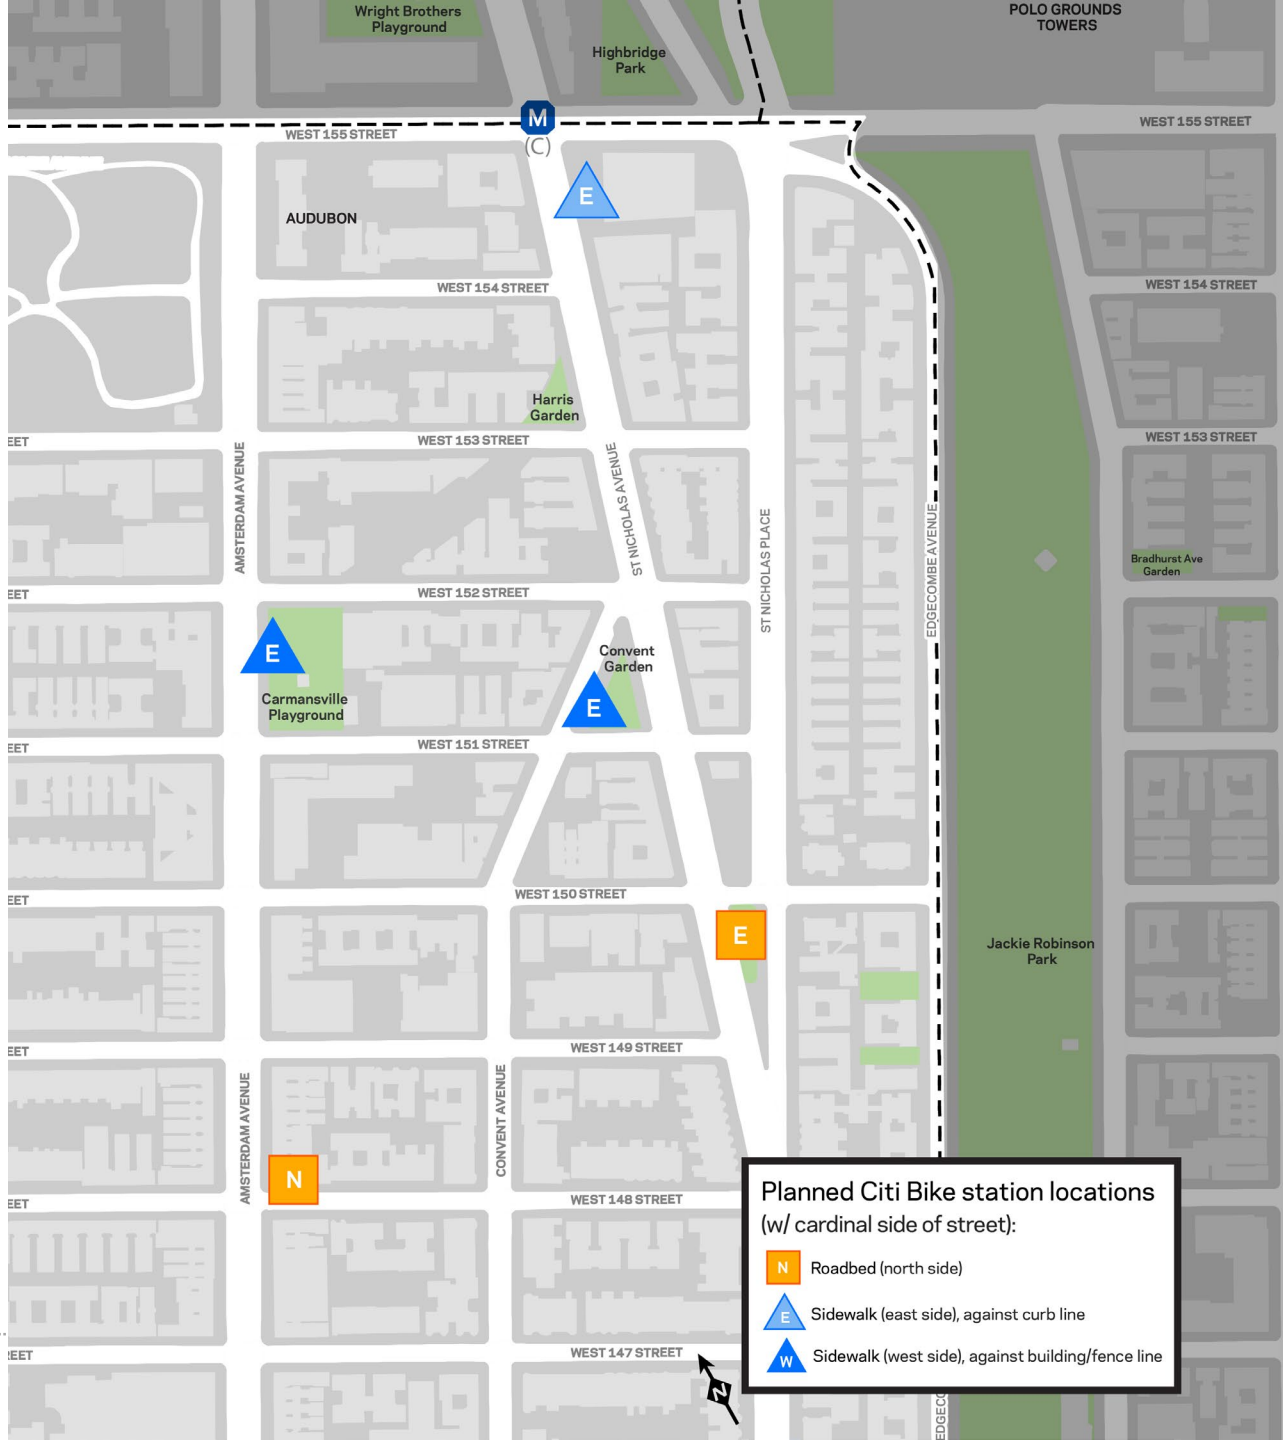 Wright Brothers
Playground
POLO GROUNDS
TOWERS
Highbridge
Park
M
(C)
WEST 155 STREET
WEST 155 STREET
E
AUDUBON
WEST 154 STREET
WEST 154 STREET
Harris
Garden
EET
WEST 153 STREET
WEST 153 STREET
AMSTERDAM AVENUE
ST NICHOLAS AVENUE
ST NICHOLAS PLACE
EDGECOMBE AVENUE
Bradhurst Ave
Garden
EET
WEST 152 STREET
E
Convent
Garden
Carmansville
Playground
E
EET
WEST 151 STREET
EET
WEST 150 STREET
E
Jackie Robinson
Park
EET
WEST 149 STREET
AMSTERDAM AVENUE
CONVENT AVENUE
N
EET
WEST 148 STREET
Planned Citi Bike station locations
(w/ cardinal side of street):
N Roadbed (north side)
E Sidewalk (east side), against curb line
W Sidewalk (west side), against building/fence line
REET
WEST 147 STREET
N
EDGEC